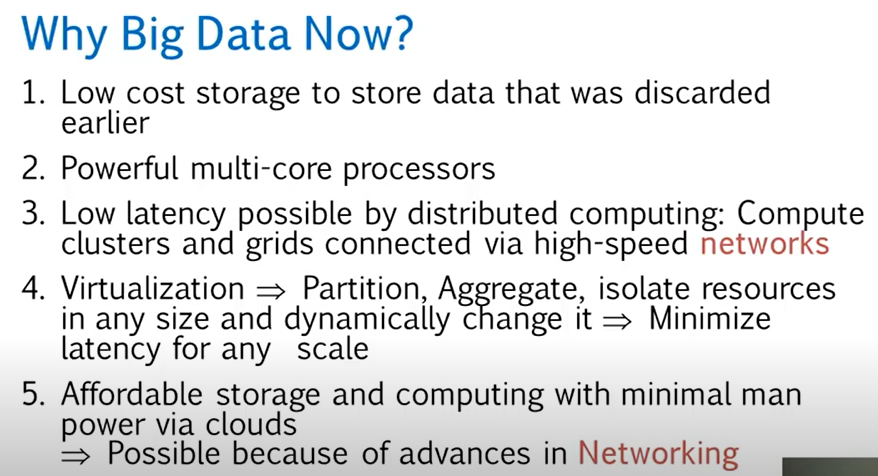 Why Big Data Now?
1. Low cost storage to store data that was discarded
earlier
2. Powerful multi-core processors
3. Low latency possible by distributed computing: Compute
clusters and grids connected via high-speed networks
4. Virtualization ⇒ Partition, Aggregate, isolate resources
in any size and dynamically change it ⇒ Minimize
latency for any scale
5. Affordable storage and computing with minimal man
power via clouds
⇒ Possible because of advances in Networking